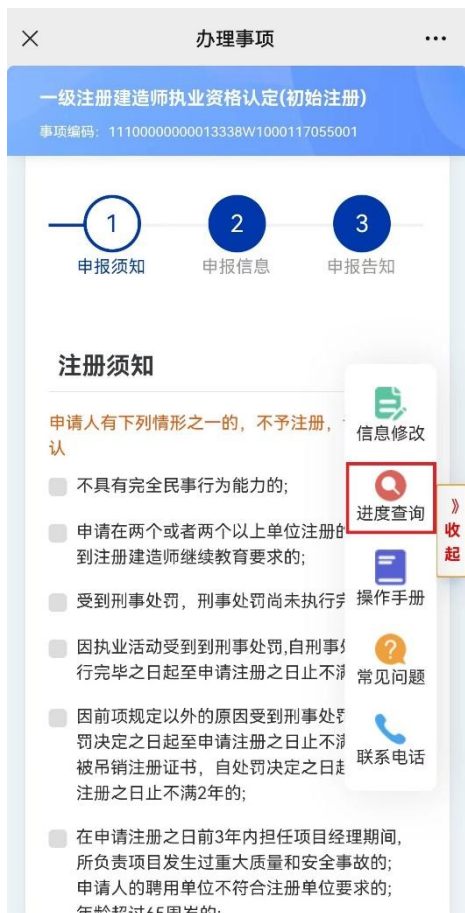 办理事项
一级注册建造师执业资格认定(初始注册)
事项编码：11100000000013338W1000117055001
1
2
3
申报须知
申报信息
申报告知
注册须知
申请人有下列情形之一的，不予注册，
认
不具有完全民事行为能力的;
申请在两个或者两个以上单位注册的
到注册建造师继续教育要求的;
受到刑事处罚，刑事处罚尚未执行完
因执业活动受到到刑事处罚,自刑事处
行完毕之日起至申请注册之日止不满
因前项规定以外的原因受到刑事处罚
罚决定之日起至申请注册之日止不满
被吊销注册证书，自处罚决定之日起
注册之日止不满2年的;
在申请注册之日前3年内担任项目经理期间，
所负责项目发生过重大质量和安全事故的;
申请人的聘用单位不符合注册单位要求的;
年龄超过65周岁的;
信息修改
进度查询
操作手册
?
常见问题
联系电话
》
收
起